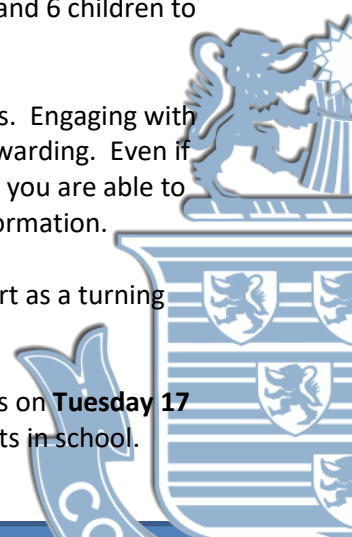 and 6 children to
s. Engaging with
warding. Even if
you are able to
ormation.
rt as a turning
s on Tuesday 17
ts in school.
CO